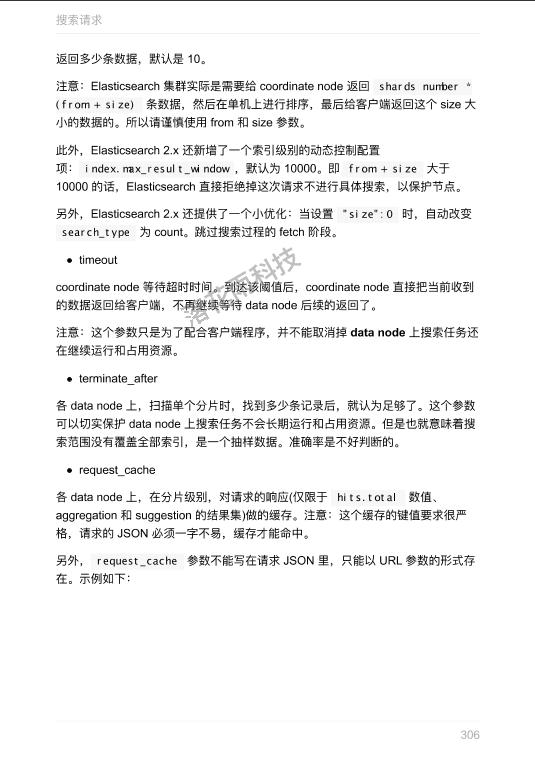 搜索请求
返回多少条数据，默认是 10。
注意：Elasticsearch 集群实际是需要给 coordinate node 返回 shards number *
(from + size) 条数据，然后在单机上进行排序，最后给客户端返回这个 size 大
小的数据的。所以请谨慎使用 from 和 size 参数。
此外，Elasticsearch 2.x 还新增了一个索引级别的动态控制配置
项：index.max_result_window，默认为 10000。即 from + size 大于
10000 的话，Elasticsearch 直接拒绝掉这次请求不进行具体搜索，以保护节点。
另外，Elasticsearch 2.x 还提供了一个小优化：当设置 "size":0 时，自动改变
search_type 为 count。跳过搜索过程的 fetch 阶段。
● timeout
coordinate node 等待超时时间。到达该阈值后，coordinate node 直接把当前收到
的数据返回给客户端，不再继续等待 data node 后续的返回了。
注意：这个参数只是为了配合客户端程序，并不能取消掉 data node 上搜索任务还
在继续运行和占用资源。
● terminate_after
各 data node 上，扫描单个分片时，找到多少条记录后，就认为足够了。这个参数
可以切实保护 data node 上搜索任务不会长期运行和占用资源。但是也就意味着搜
索范围没有覆盖全部索引，是一个抽样数据。准确率是不好判断的。
● request_cache
各 data node 上，在分片级别，对请求的响应(仅限于 hits.total 数值、
aggregation 和 suggestion 的结果集)做的缓存。注意：这个缓存的键值要求很严
格，请求的 JSON 必须一字不易，缓存才能命中。
另外，request_cache 参数不能写在请求 JSON 里，只能以 URL 参数的形式存
在。示例如下：
洛花雨科技
306